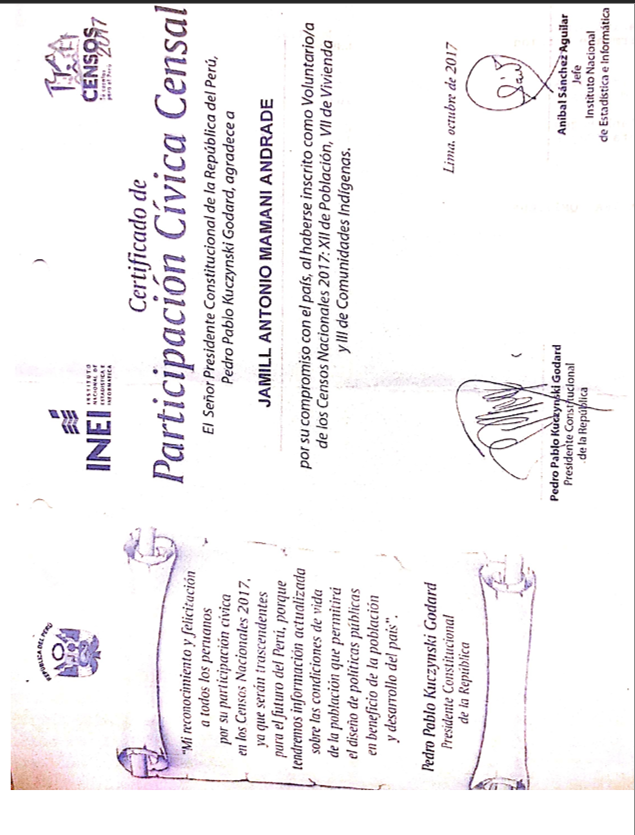 REPÚBLICA DEL PERÚ
INEI
INSTITUTO
NACIONAL DE
ESTADÍSTICA E
INFORMÁTICA
CENSOS
2017
"Mi reconocimiento y felicitación
a todos los peruanos
por su participación cívica
en los Censos Nacionales 2017,
ya que serán trascendentes
para el futuro del Perú, porque
tendremos información actualizada
sobre las condiciones de vida
de la población que permitirá
el diseño de políticas públicas
en beneficio de la población
y desarrollo del país".
Pedro Pablo Kuczynski Godard
Presidente Constitucional
de la República
Certificado de
Participación Cívica Censal
El Señor Presidente Constitucional de la República del Perú,
Pedro Pablo Kuczynski Godard, agradece a
JAMILL ANTONIO MAMANI ANDRADE
por su compromiso con el país, al haberse inscrito como Voluntario/a
de los Censos Nacionales 2017: XII de Población, VII de Vivienda
y III de Comunidades Indígenas.
Lima, octubre de 2017
Pedro Pablo Kuczynski Godard
Presidente Constitucional
de la República
Anibal Sánchez Aguilar
Jefe
Instituto Nacional
de Estadística e Informática